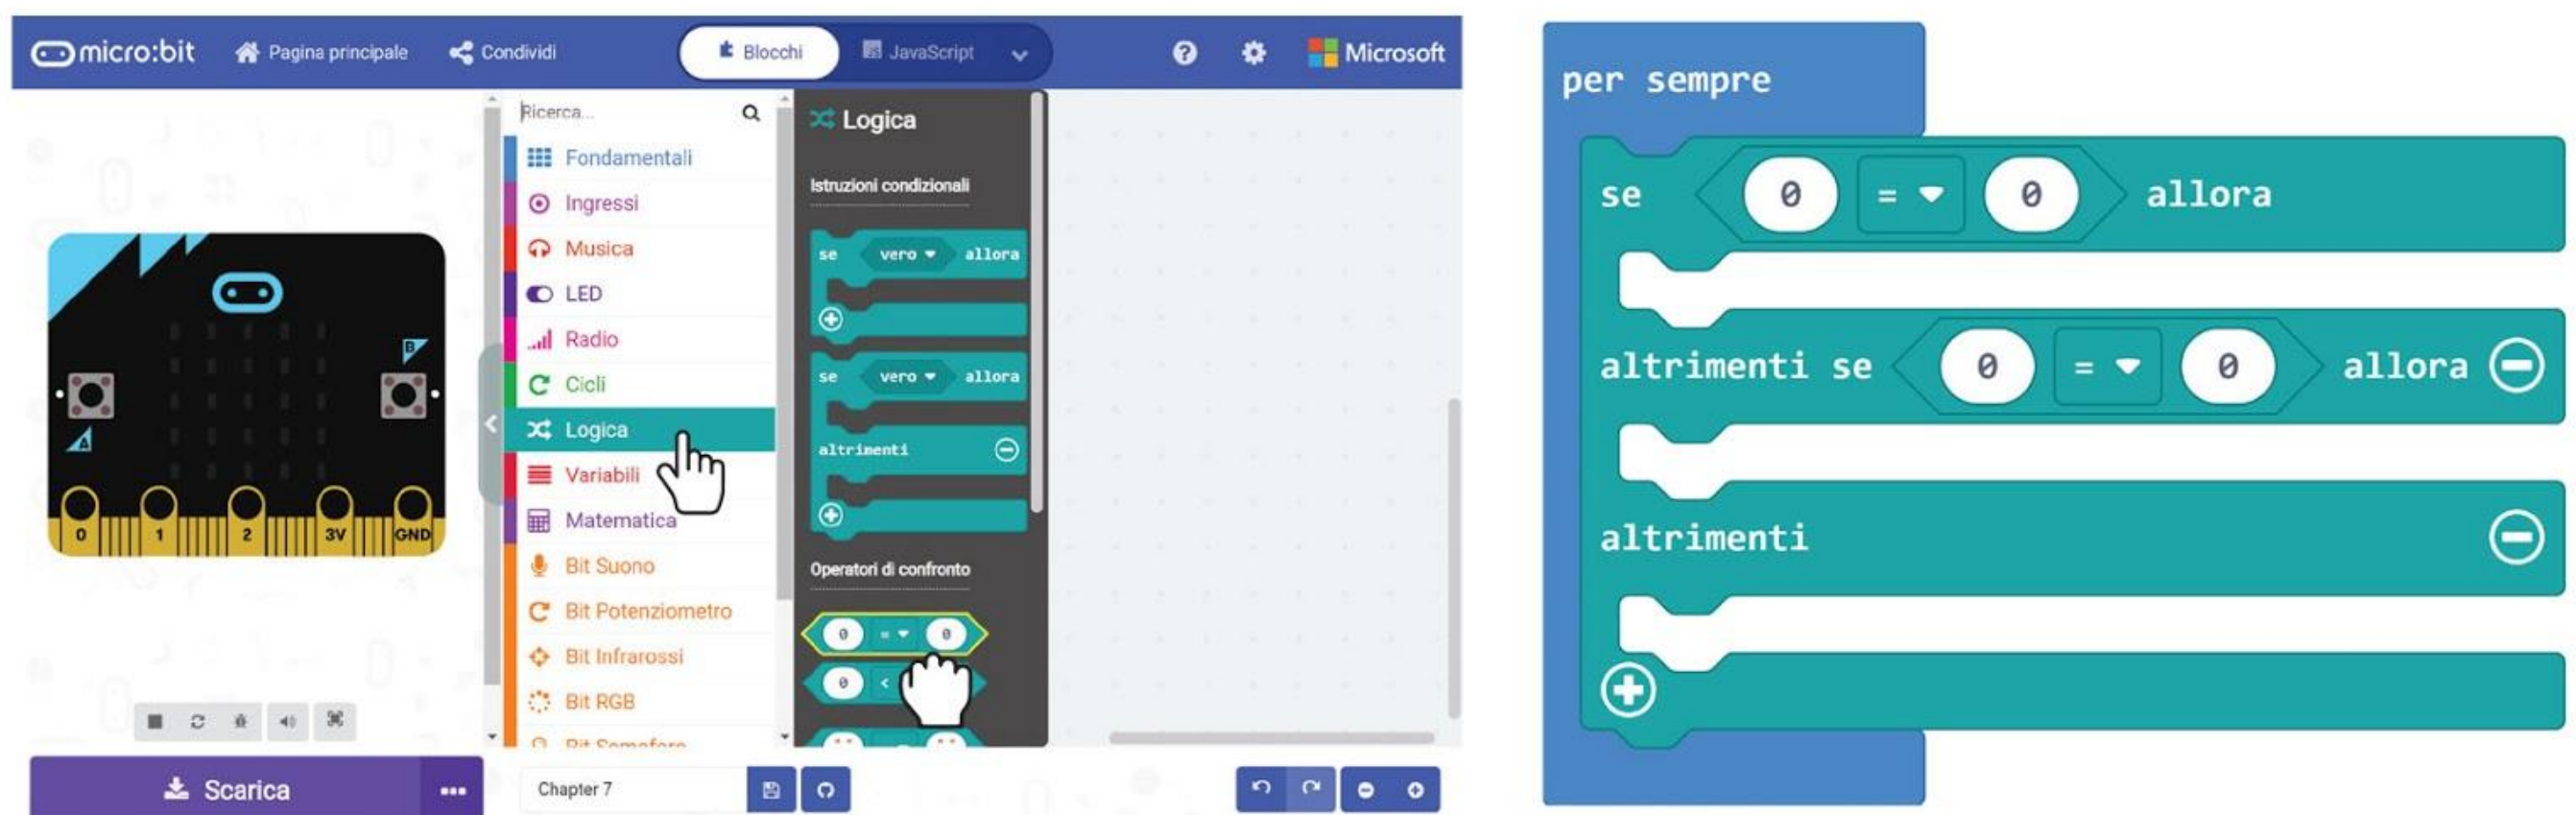 micro:bit
Pagina principale
Condividi
Blocchi
JavaScript
Microsoft
A
B
0
1
2
3V
GND
Scarica
Ricerca...
Fondamentali
Ingressi
Musica
LED
Radio
Cicli
Logica
Variabili
Matematica
Bit Suono
Bit Potenziometro
Bit Infrarossi
Bit RGB
Bit Semaforo
Logica
Istruzioni condizionali
se vero allora
se vero allora
altrimenti
Operatori di confronto
0 = 0
0 <
Chapter 7
per sempre
se 0 = 0 allora
altrimenti se 0 = 0 allora
altrimenti